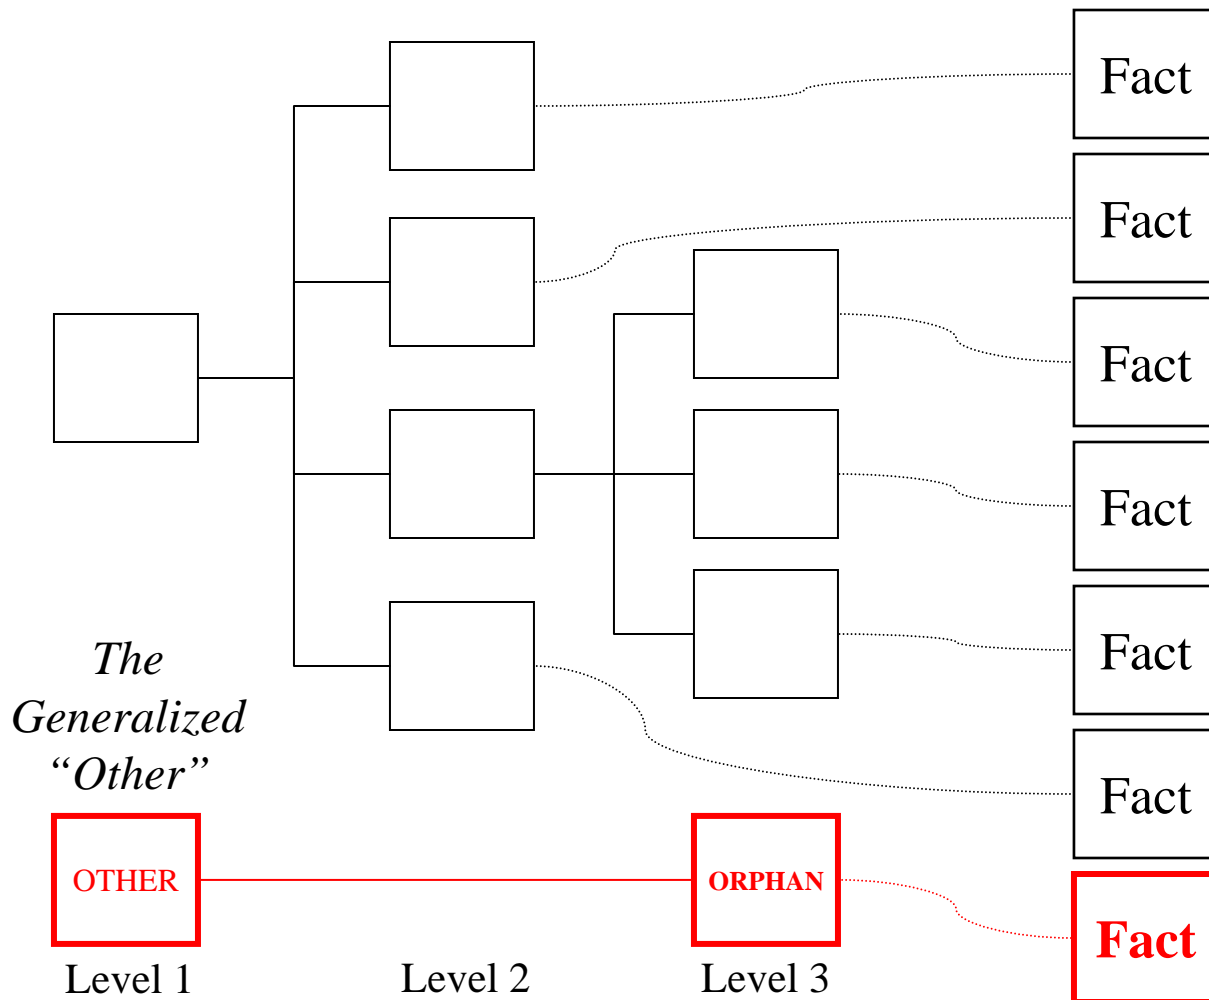 Fact
Fact
Fact
Fact
Fact
The
Generalized
“Other”
Fact
OTHER
ORPHAN
Fact
Level 1
Level 2
Level 3